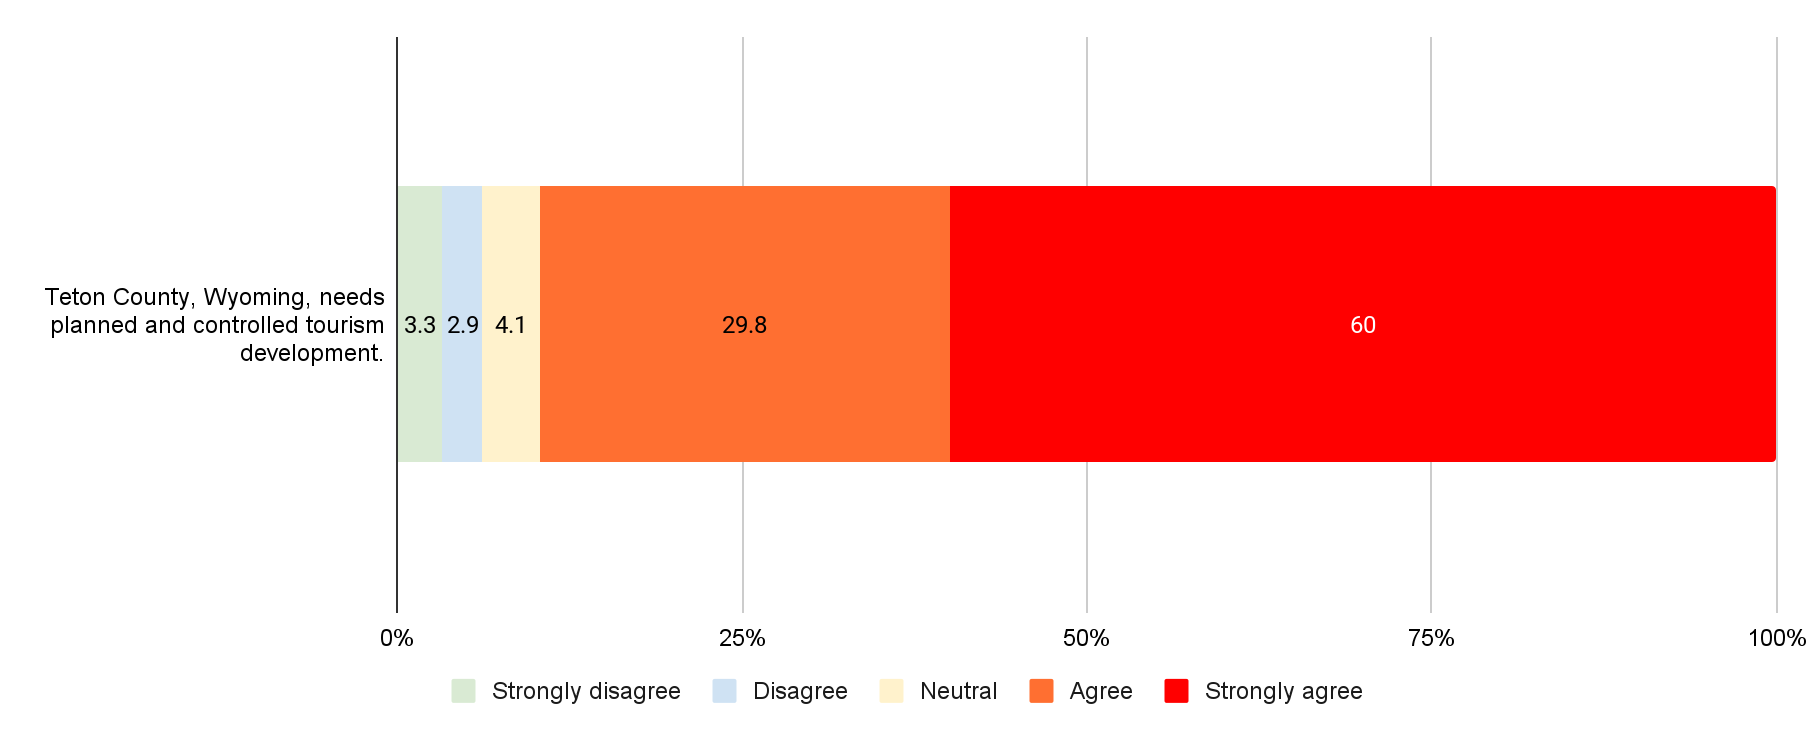 Teton County, Wyoming, needs
planned and controlled tourism
development.
3.3 2.9 4.1 29.8 60
0% 25% 50% 75% 100%
Strongly disagree Disagree Neutral Agree Strongly agree